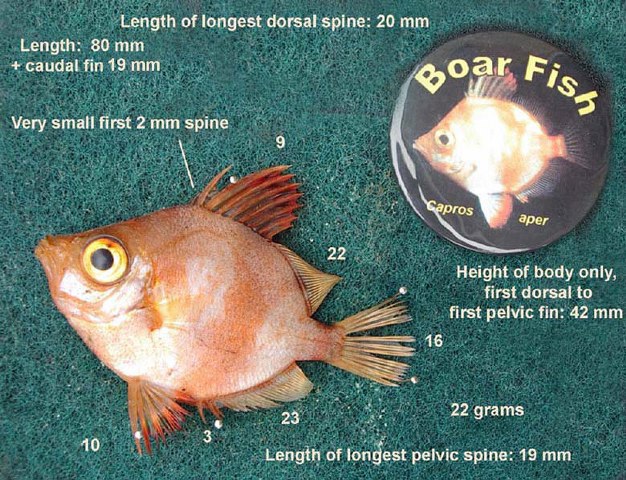 Length of longest dorsal spine: 20 mm
Length: 80 mm
+ caudal fin 19 mm
Boar Fish
Very small first 2 mm spine
9
Capros aper
22
Height of body only,
first dorsal to
first pelvic fin: 42 mm
16
22 grams
23
3
10
Length of longest pelvic spine: 19 mm